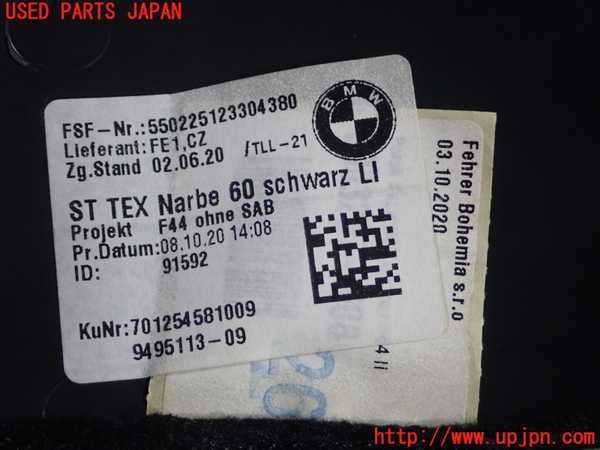 USED PARTS JAPAN
BMW
FSF-Nr.:550225123304380
Lieferant:FE1,CZ
Zg.Stand 02.06.20 /TLL-21
ST TEX Narbe 60 schwarz LI
Projekt F44 ohne SAB
Pr.Datum:08.10.20 14:08
ID: 91592
KuNr:701254581009
9495113-09
Fehrer Bohemia s.r.o
03.10.2020
4 li
http://www.upjpn.com/